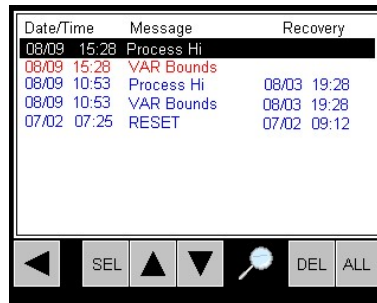 Date/Time Message Recovery
08/09 15:28 Process Hi
08/09 15:28 VAR Bounds
08/09 10:53 Process Hi 08/03 19:28
08/09 10:53 VAR Bounds 08/03 19:28
07/02 07:25 RESET 07/02 09:12
SEL DEL ALL